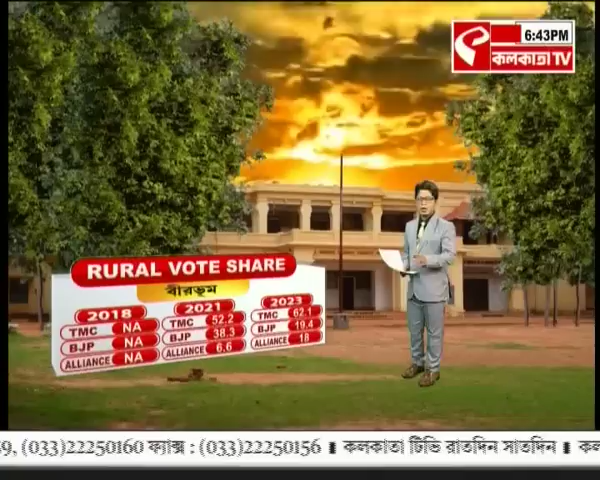 6:43PM
কলকাতা TV
RURAL VOTE SHARE
বীরভূম
2018 2021 2023
TMC NA TMC 52.2 TMC 62.1
BJP NA BJP 38.3 BJP 19.4
ALLIANCE NA ALLIANCE 6.6 ALLIANCE 18
9, (033)22250160 ফ্যাক্স : (033)22250156 ▮ কলকাতা টিভি রাতদিন সাতদিন ▮ কল